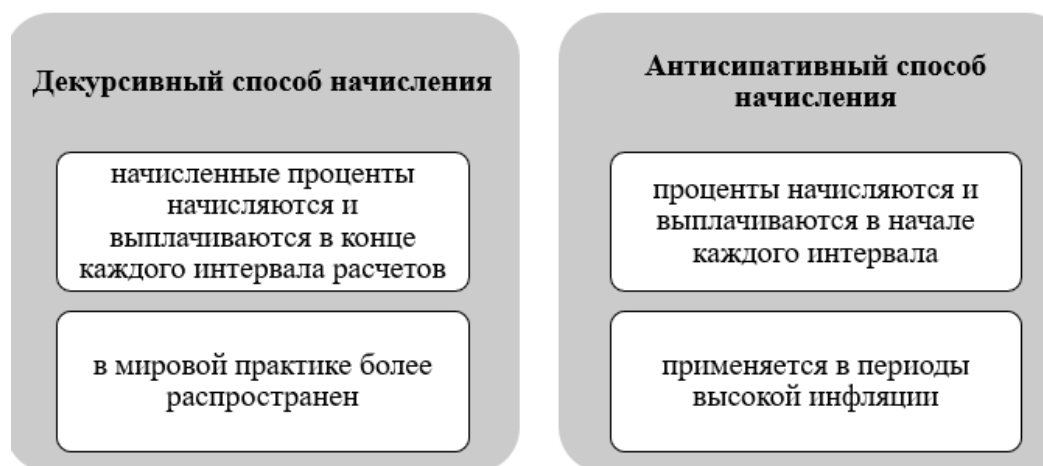 Декурсивный способ начисления
начисленные проценты
начисляются и
выплачиваются в конце
каждого интервала расчетов
в мировой практике более
распространен
Антисипативный способ
начисления
проценты начисляются и
выплачиваются в начале
каждого интервала
применяется в периоды
высокой инфляции